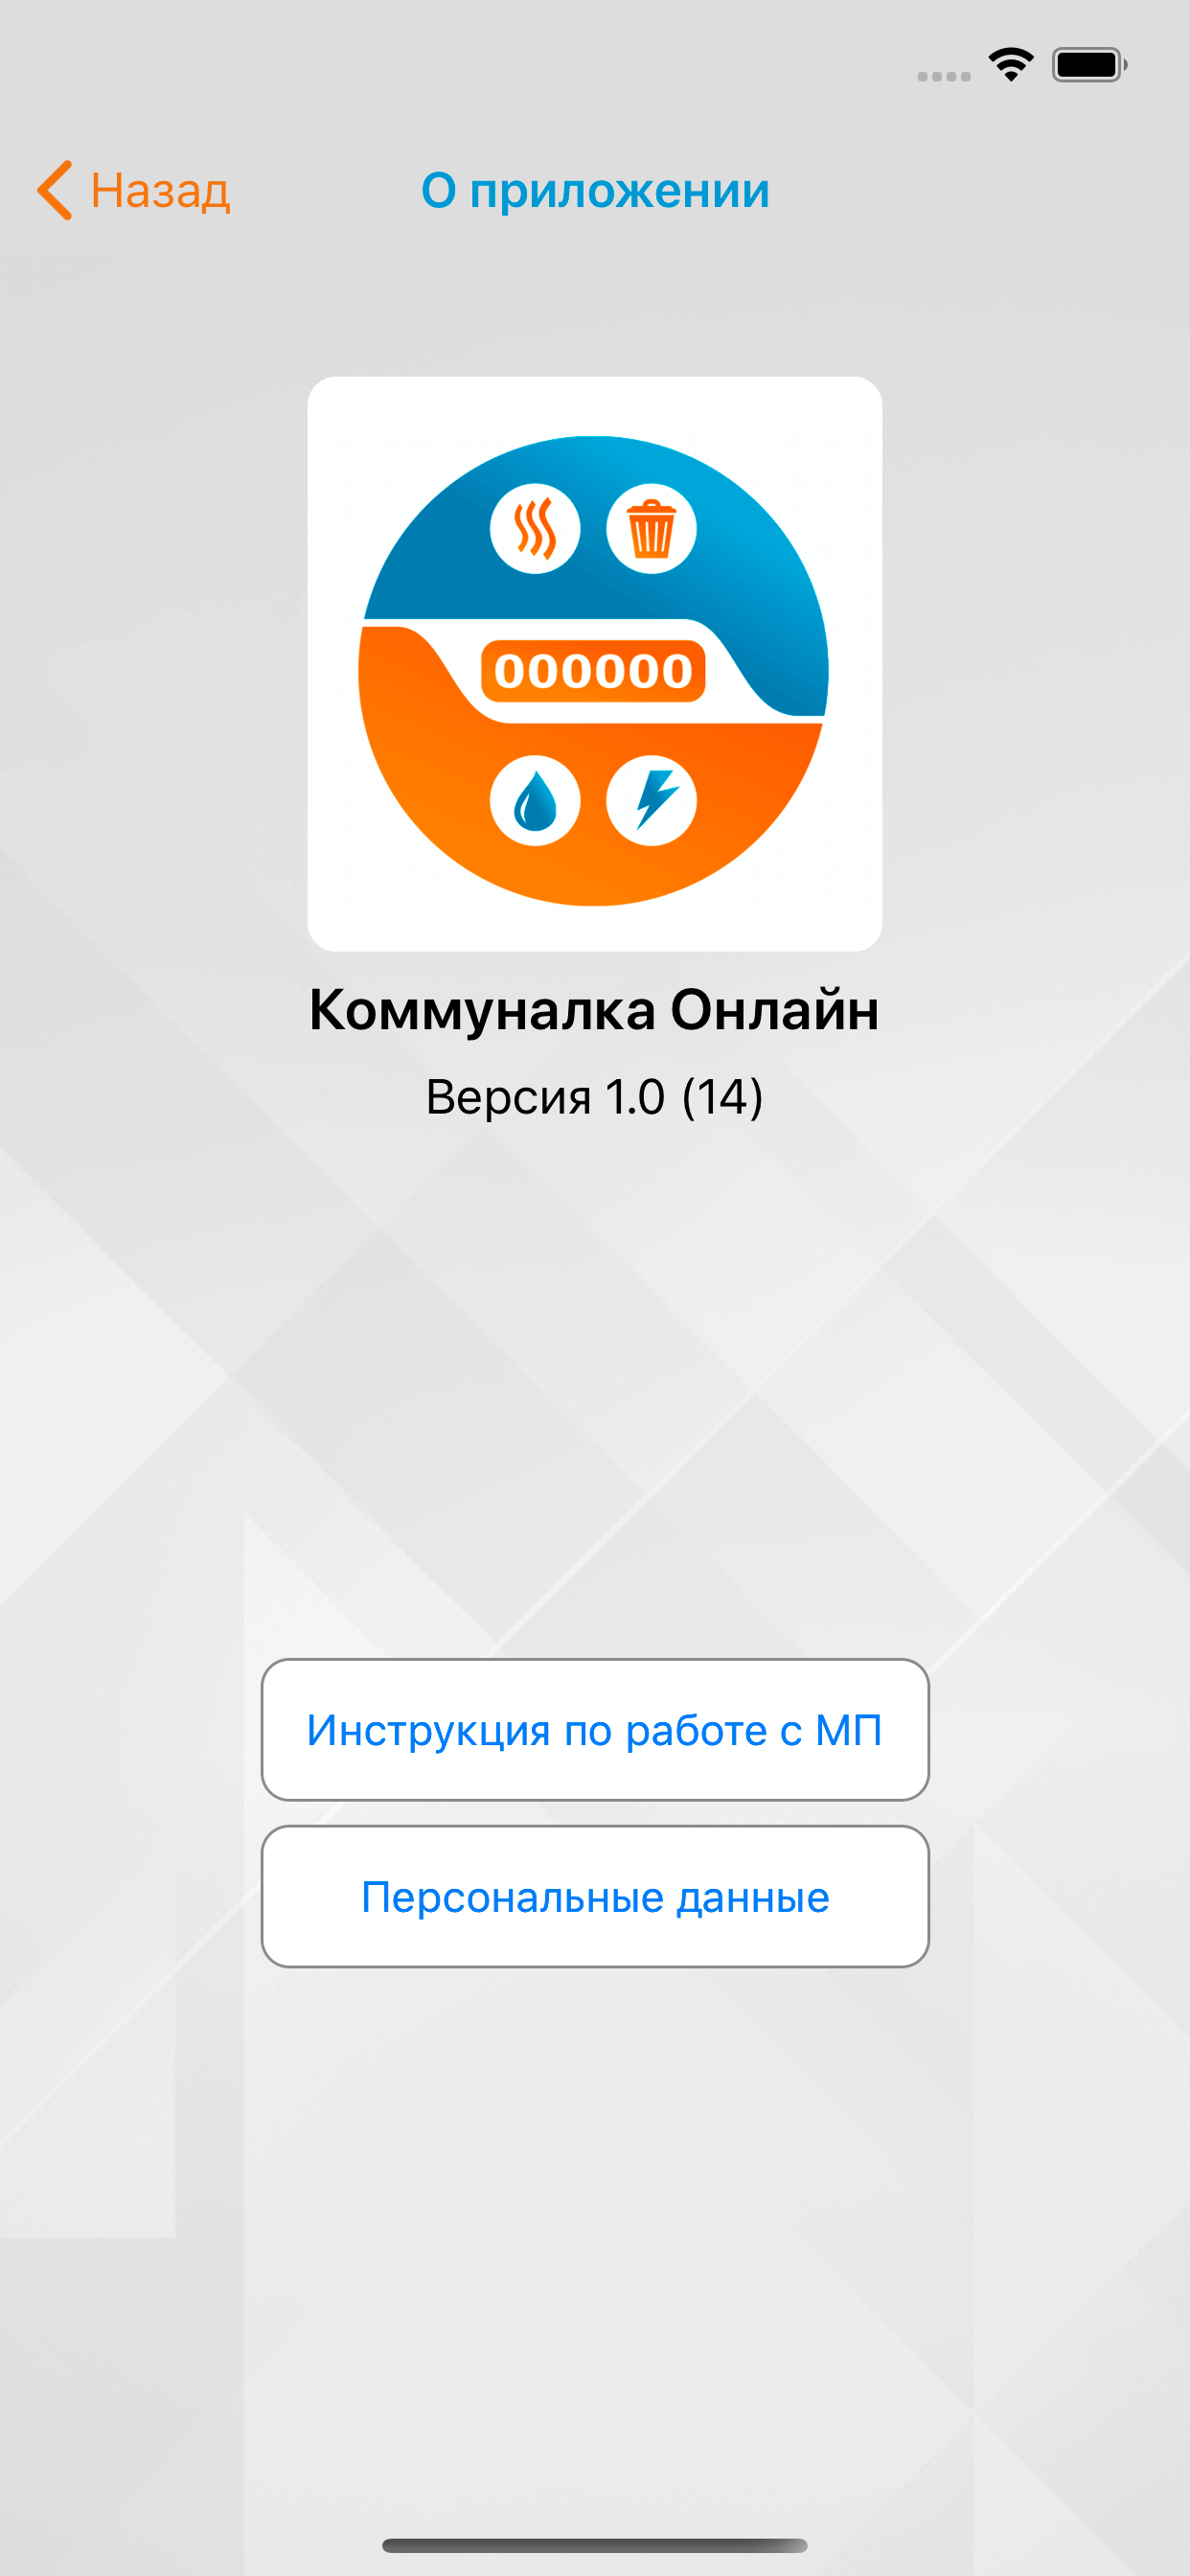 Назад
О приложении
000000
Коммуналка Онлайн
Версия 1.0 (14)
Инструкция по работе с МП
Персональные данные